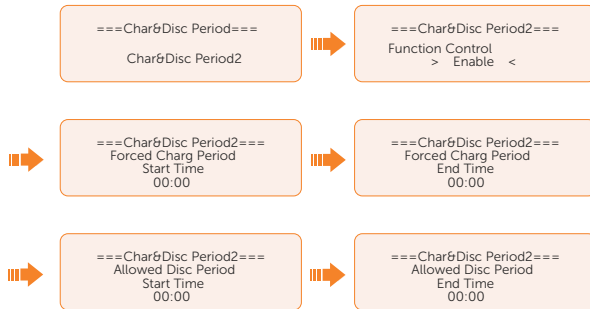 ===Char&Disc Period===
Char&Disc Period2
===Char&Disc Period2===
Function Control
> Enable <
===Char&Disc Period2===
Forced Charg Period
Start Time
00:00
===Char&Disc Period2===
Forced Charg Period
End Time
00:00
===Char&Disc Period2===
Allowed Disc Period
Start Time
00:00
===Char&Disc Period2===
Allowed Disc Period
End Time
00:00